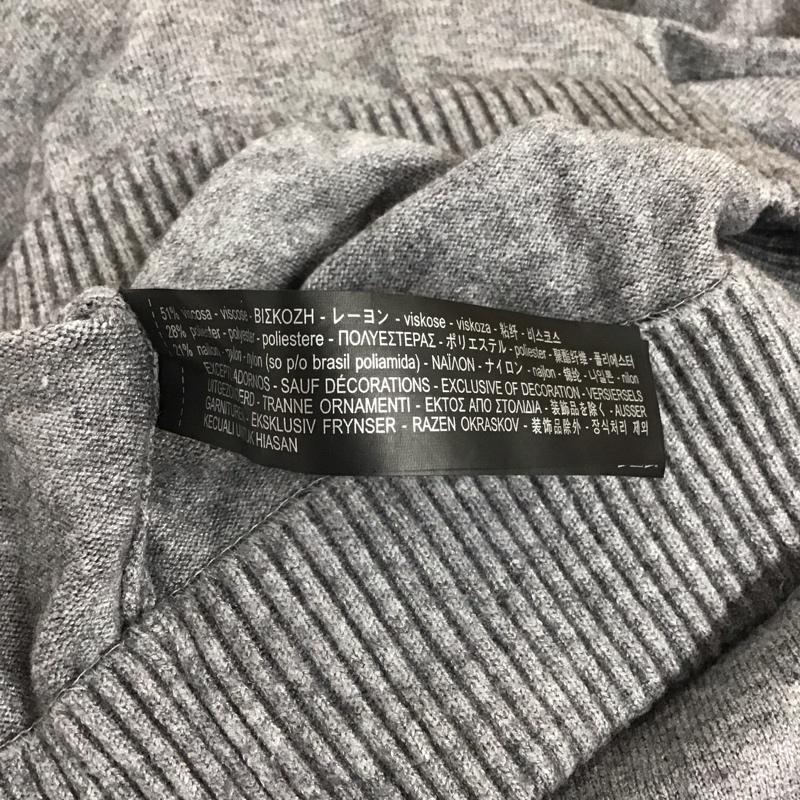 51% viscosa - viscose - ΒΙΣΚΟΖΗ - レーヨン - viskose - viskoza - 粘纤 - 비스코스
28% poliéster - polyester - poliestere - ΠΟΛΥΕΣΤΕΡΑΣ - ポリエステル - poliester - 聚酯纤维 - 폴리에스터
21% nailon - nylon - nylon (so p/o brasil poliamida) - ΝΑΪΛΟΝ - ナイロン - najlon - 锦纶 - 나일론 - nilon
EXCEPTO ADORNOS - SAUF DÉCORATIONS - EXCLUSIVE OF DECORATION - VERSIERSELS
UITGEZONDERD - TRANNE ORNAMENTI - ΕΚΤΟΣ ΑΠΟ ΣΤΟΛΙΔΙΑ - 装飾品を除く - AUSSER
GARNITUREN - EKSKLUSIV FRYNSER - RAZEN OKRASKOV - 装饰品除外 - 장식처리 제외
KECUALI UNTUK HIASAN